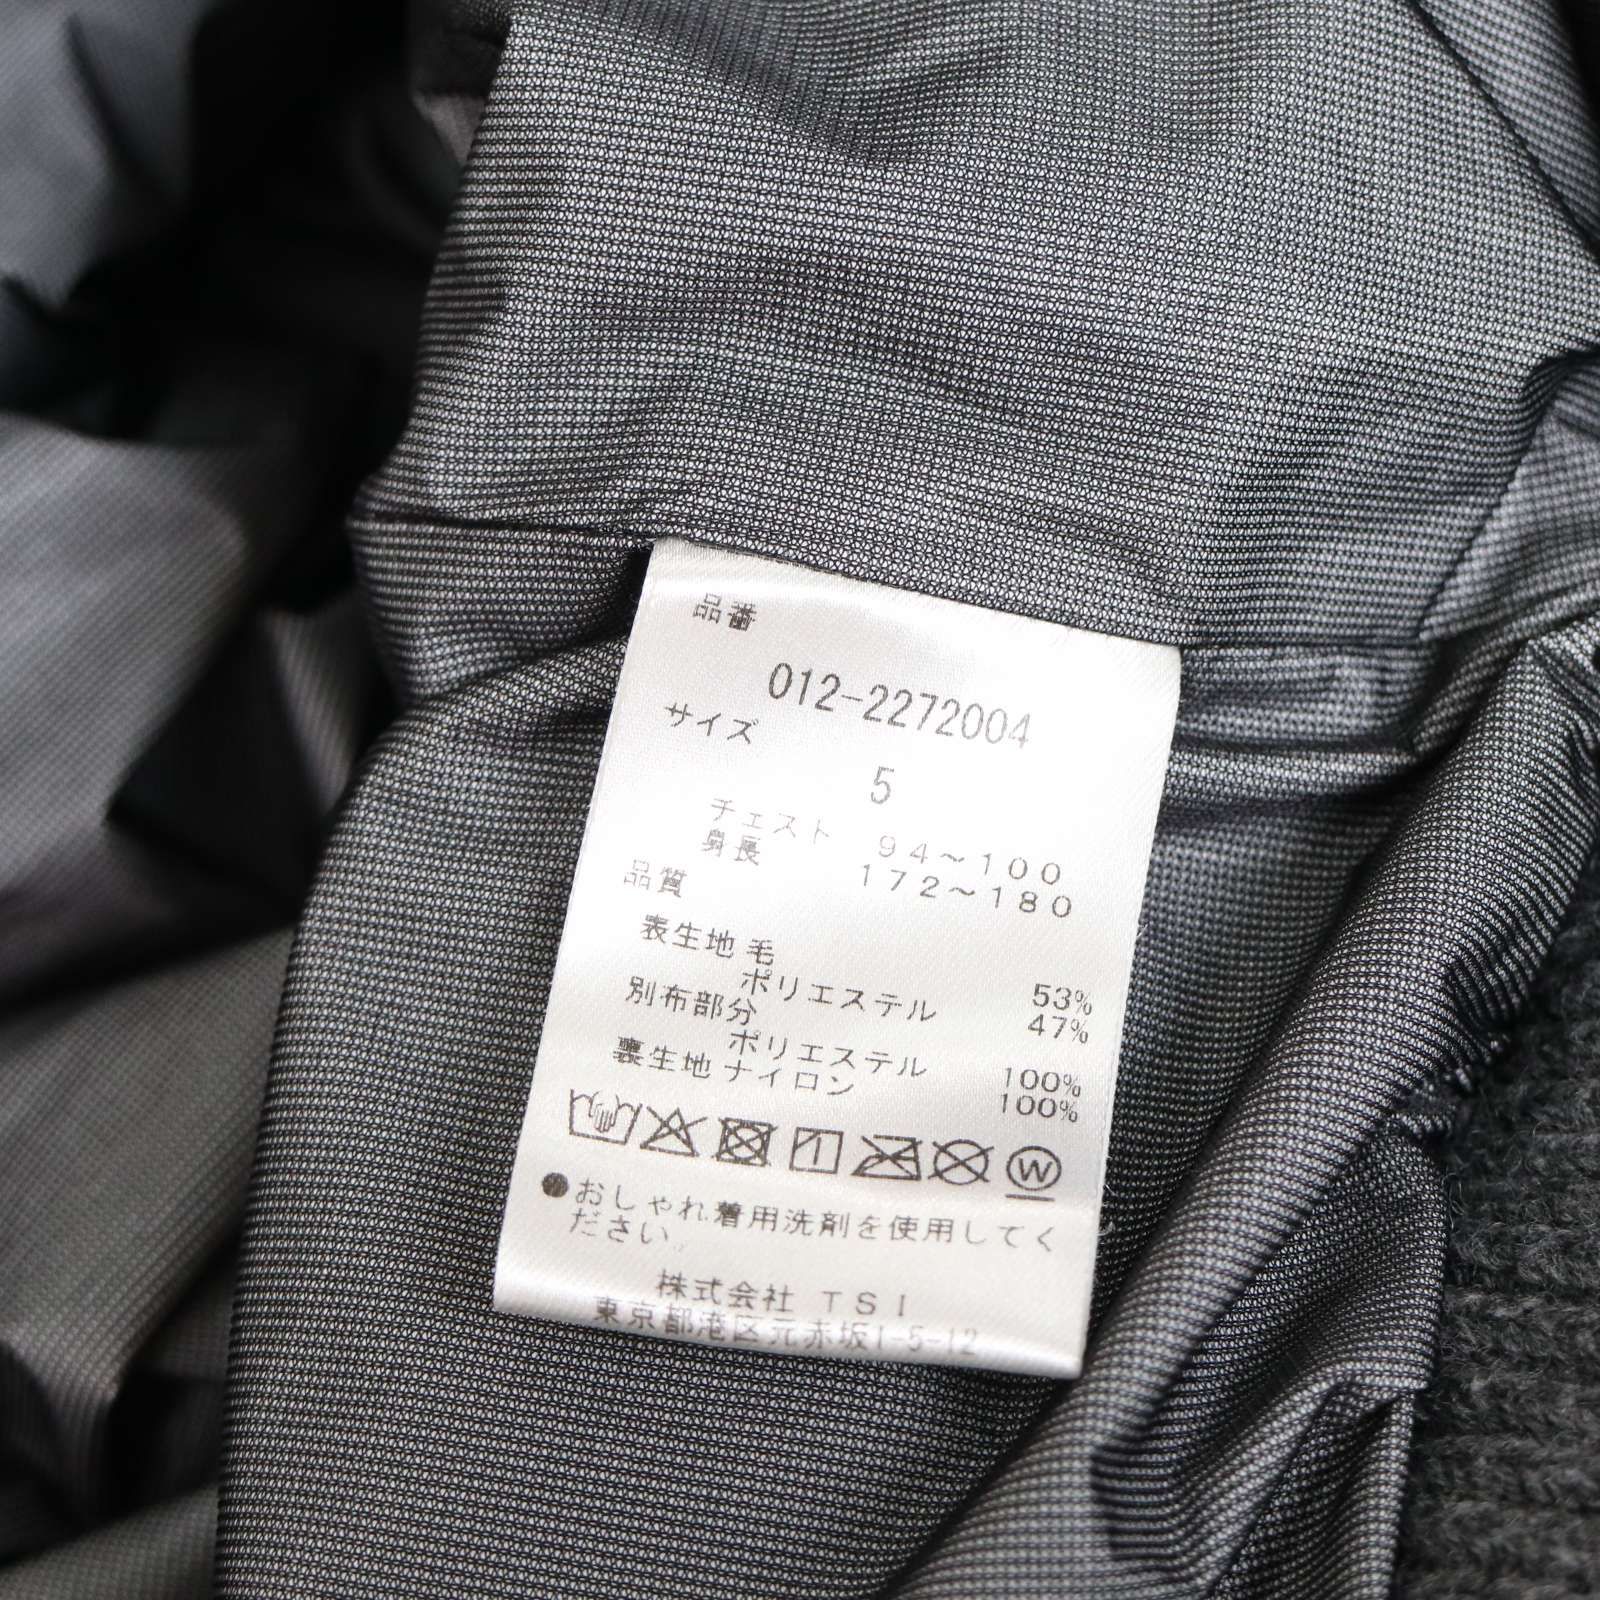 品番
012-2272004
サイズ
5
チェスト 94~100
身長 172~180
品質
表生地 毛 53%
ポリエステル 47%
別布部分
ポリエステル 100%
裏生地 ナイロン 100%
W
●おしゃれ着用洗剤を使用してく
ださい。
株式会社 TSI
東京都港区元赤坂1-5-12